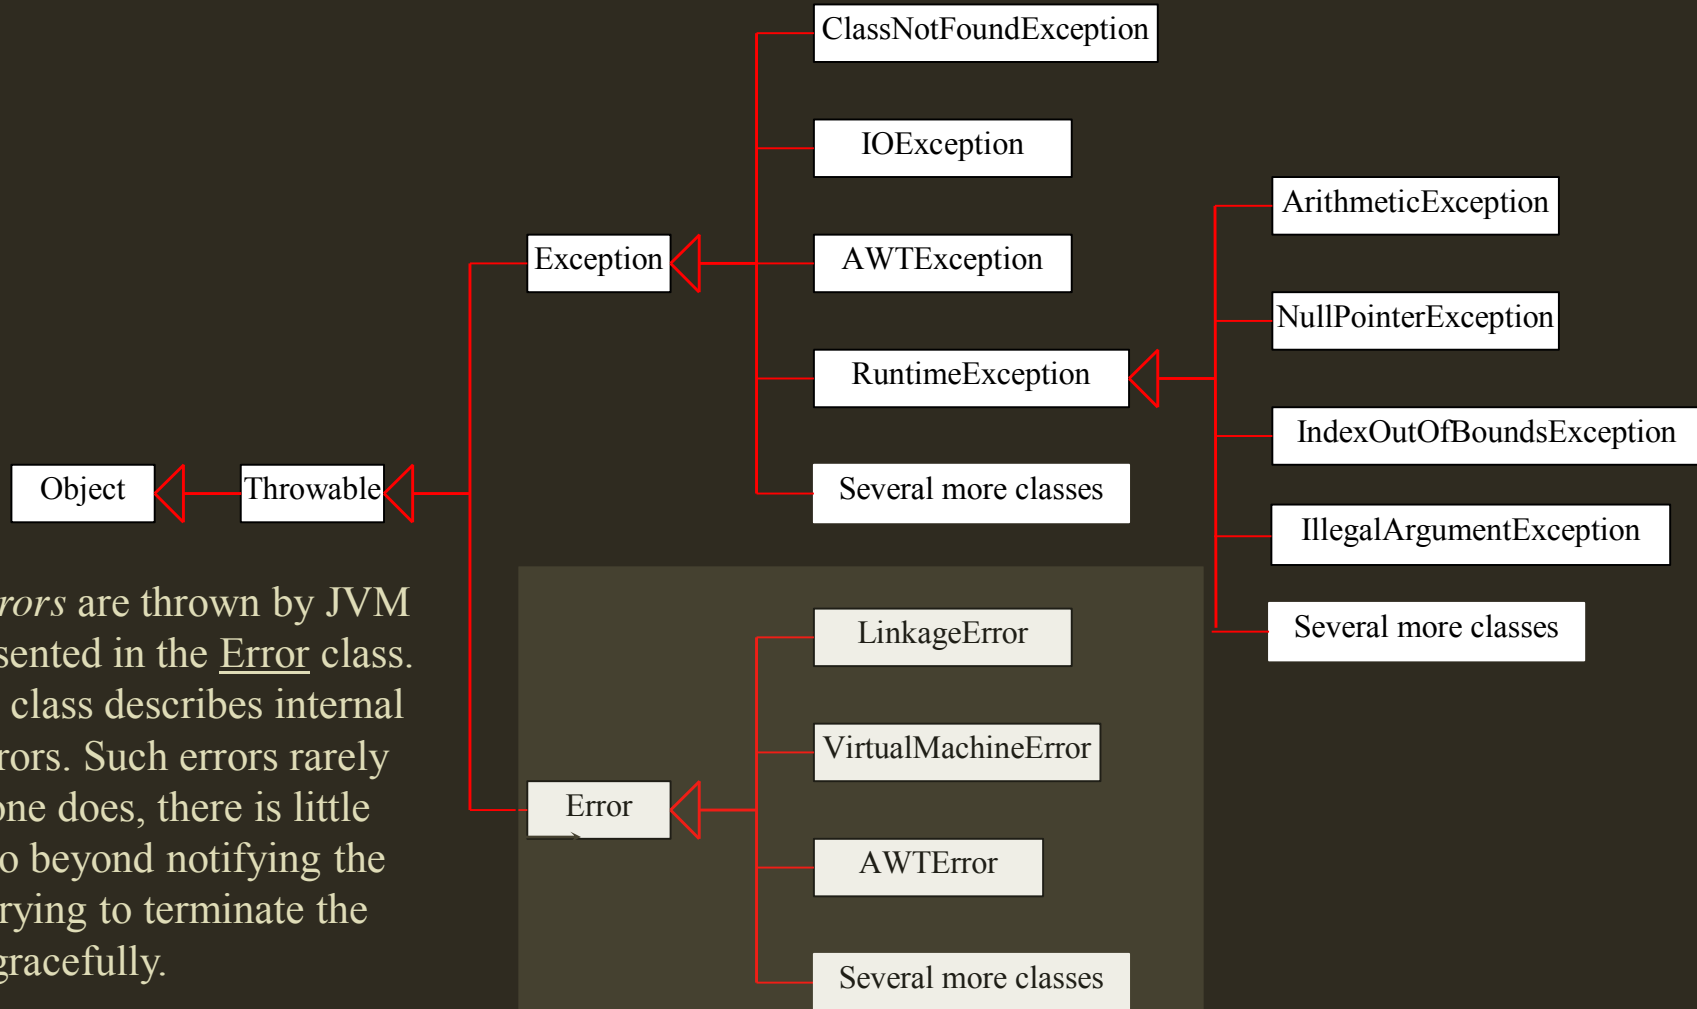 ClassNotFoundException
IOException
ArithmeticException
Exception
AWTException
NullPointerException
RuntimeException
IndexOutOfBoundsException
Object
Throwable
Several more classes
IllegalArgumentException
are thrown by JVM
in the Error class.
class describes internal
Such errors rarely
one does, there is little
beyond notifying the
to terminate the
gracefully.
LinkageError
Several more classes
VirtualMachineError
Error
AWTError
Several more classes